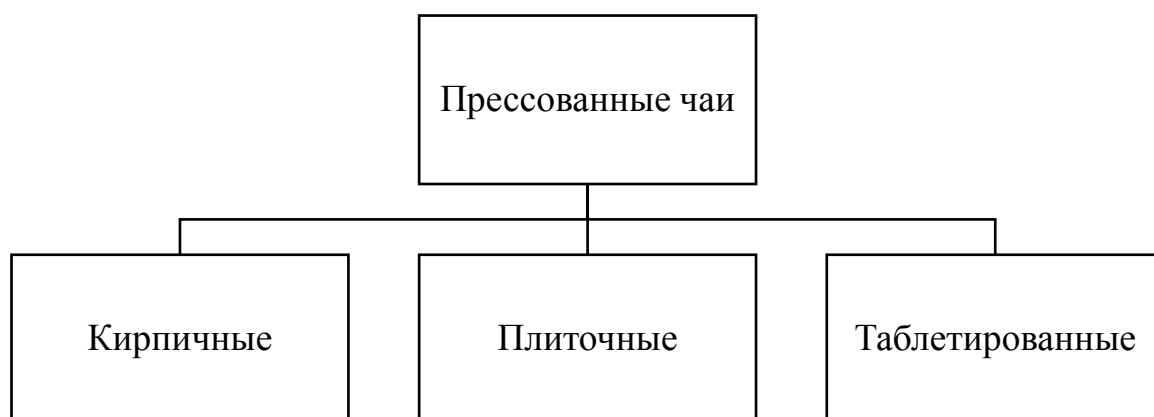 Прессованные чаи
Кирпичные
Плиточные
Таблетированные